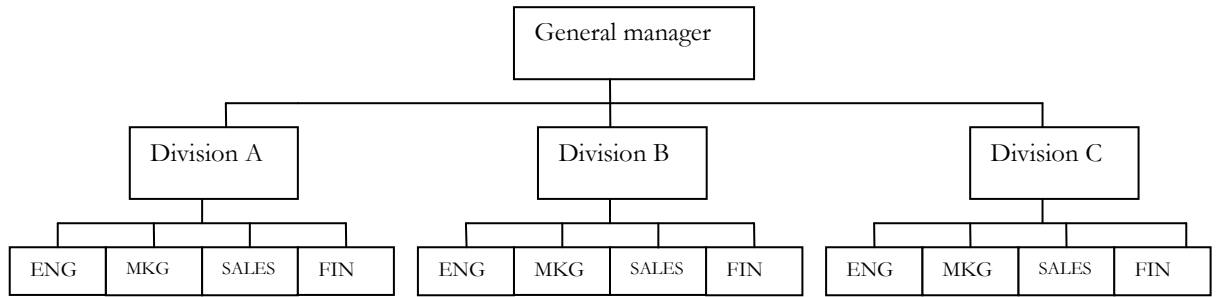 General manager
Division A
Division B
Division C
ENG
MKG
SALES
FIN
ENG
MKG
SALES
FIN
ENG
MKG
SALES
FIN